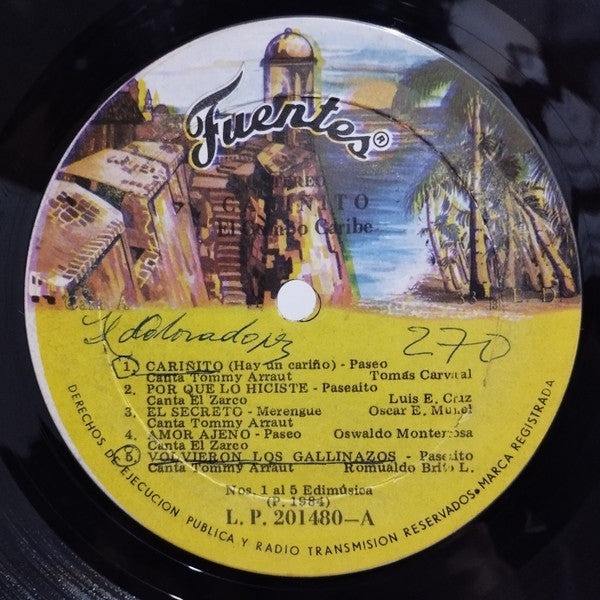 Fuentes®
CARIÑITO
El Combo Caribe
270
1. CARIÑITO (Hay un cariño) - Paseo
Canta Tommy Arraut Tomás Carvajal
2. POR QUE LO HICISTE - Paseaito
Canta El Zarco Luis E. Cruz
3. EL SECRETO - Merengue Oscar E. Muñel
Canta Tommy Arraut
4. AMOR AJENO - Paseo Oswaldo Monterrosa
Canta El Zarco
5. VOLVIERON LOS GALLINAZOS - Paseaito
Canta Tommy Arraut Romualdo Brito L.
Nos. 1 al 5 Edimúsica
(P. 1984)
L. P. 201480-A
DERECHOS DE EJECUCION PUBLICA Y RADIO TRANSMISION RESERVADOS. MARCA REGISTRADA